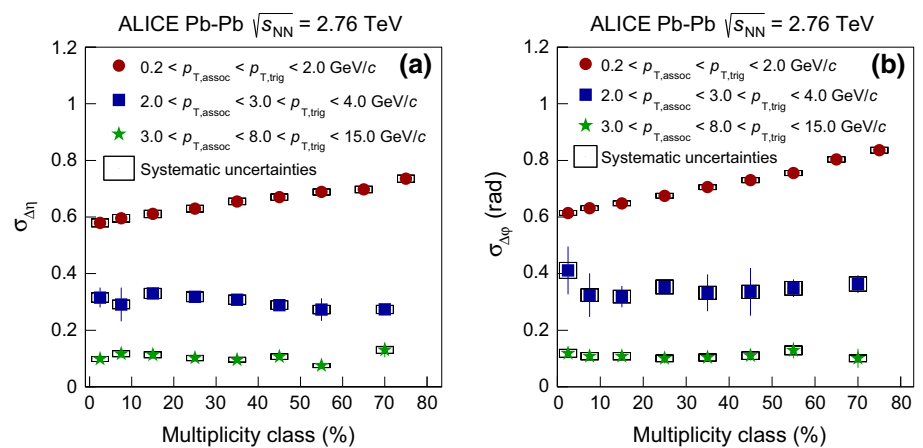 ALICE Pb-Pb √sNN = 2.76 TeV
(a)
0.2 < pT,assoc < pT,trig < 2.0 GeV/c
2.0 < pT,assoc < 3.0 < pT,trig < 4.0 GeV/c
3.0 < pT,assoc < 8.0 < pT,trig < 15.0 GeV/c
Systematic uncertainties
σΔη
1.2
1
0.8
0.6
0.4
0.2
0
0 10 20 30 40 50 60 70 80
Multiplicity class (%)
ALICE Pb-Pb √sNN = 2.76 TeV
(b)
0.2 < pT,assoc < pT,trig < 2.0 GeV/c
2.0 < pT,assoc < 3.0 < pT,trig < 4.0 GeV/c
3.0 < pT,assoc < 8.0 < pT,trig < 15.0 GeV/c
Systematic uncertainties
σΔφ (rad)
1.2
1
0.8
0.6
0.4
0.2
0
0 10 20 30 40 50 60 70 80
Multiplicity class (%)